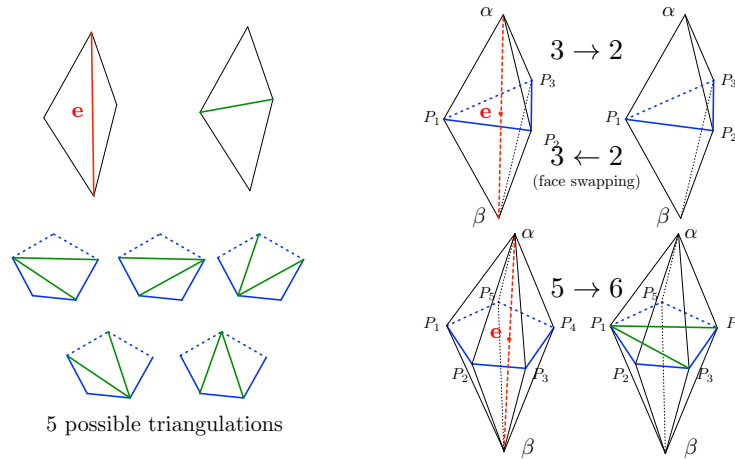 e
α
3 → 2
P3
P1
e
P2
3 ← 2
(face swapping)
β
P3
P1
P2
β
α
5 → 6
P5
P1
e
P4
P2
P3
β
α
P5
P1
P
P2
P3
β
5 possible triangulations